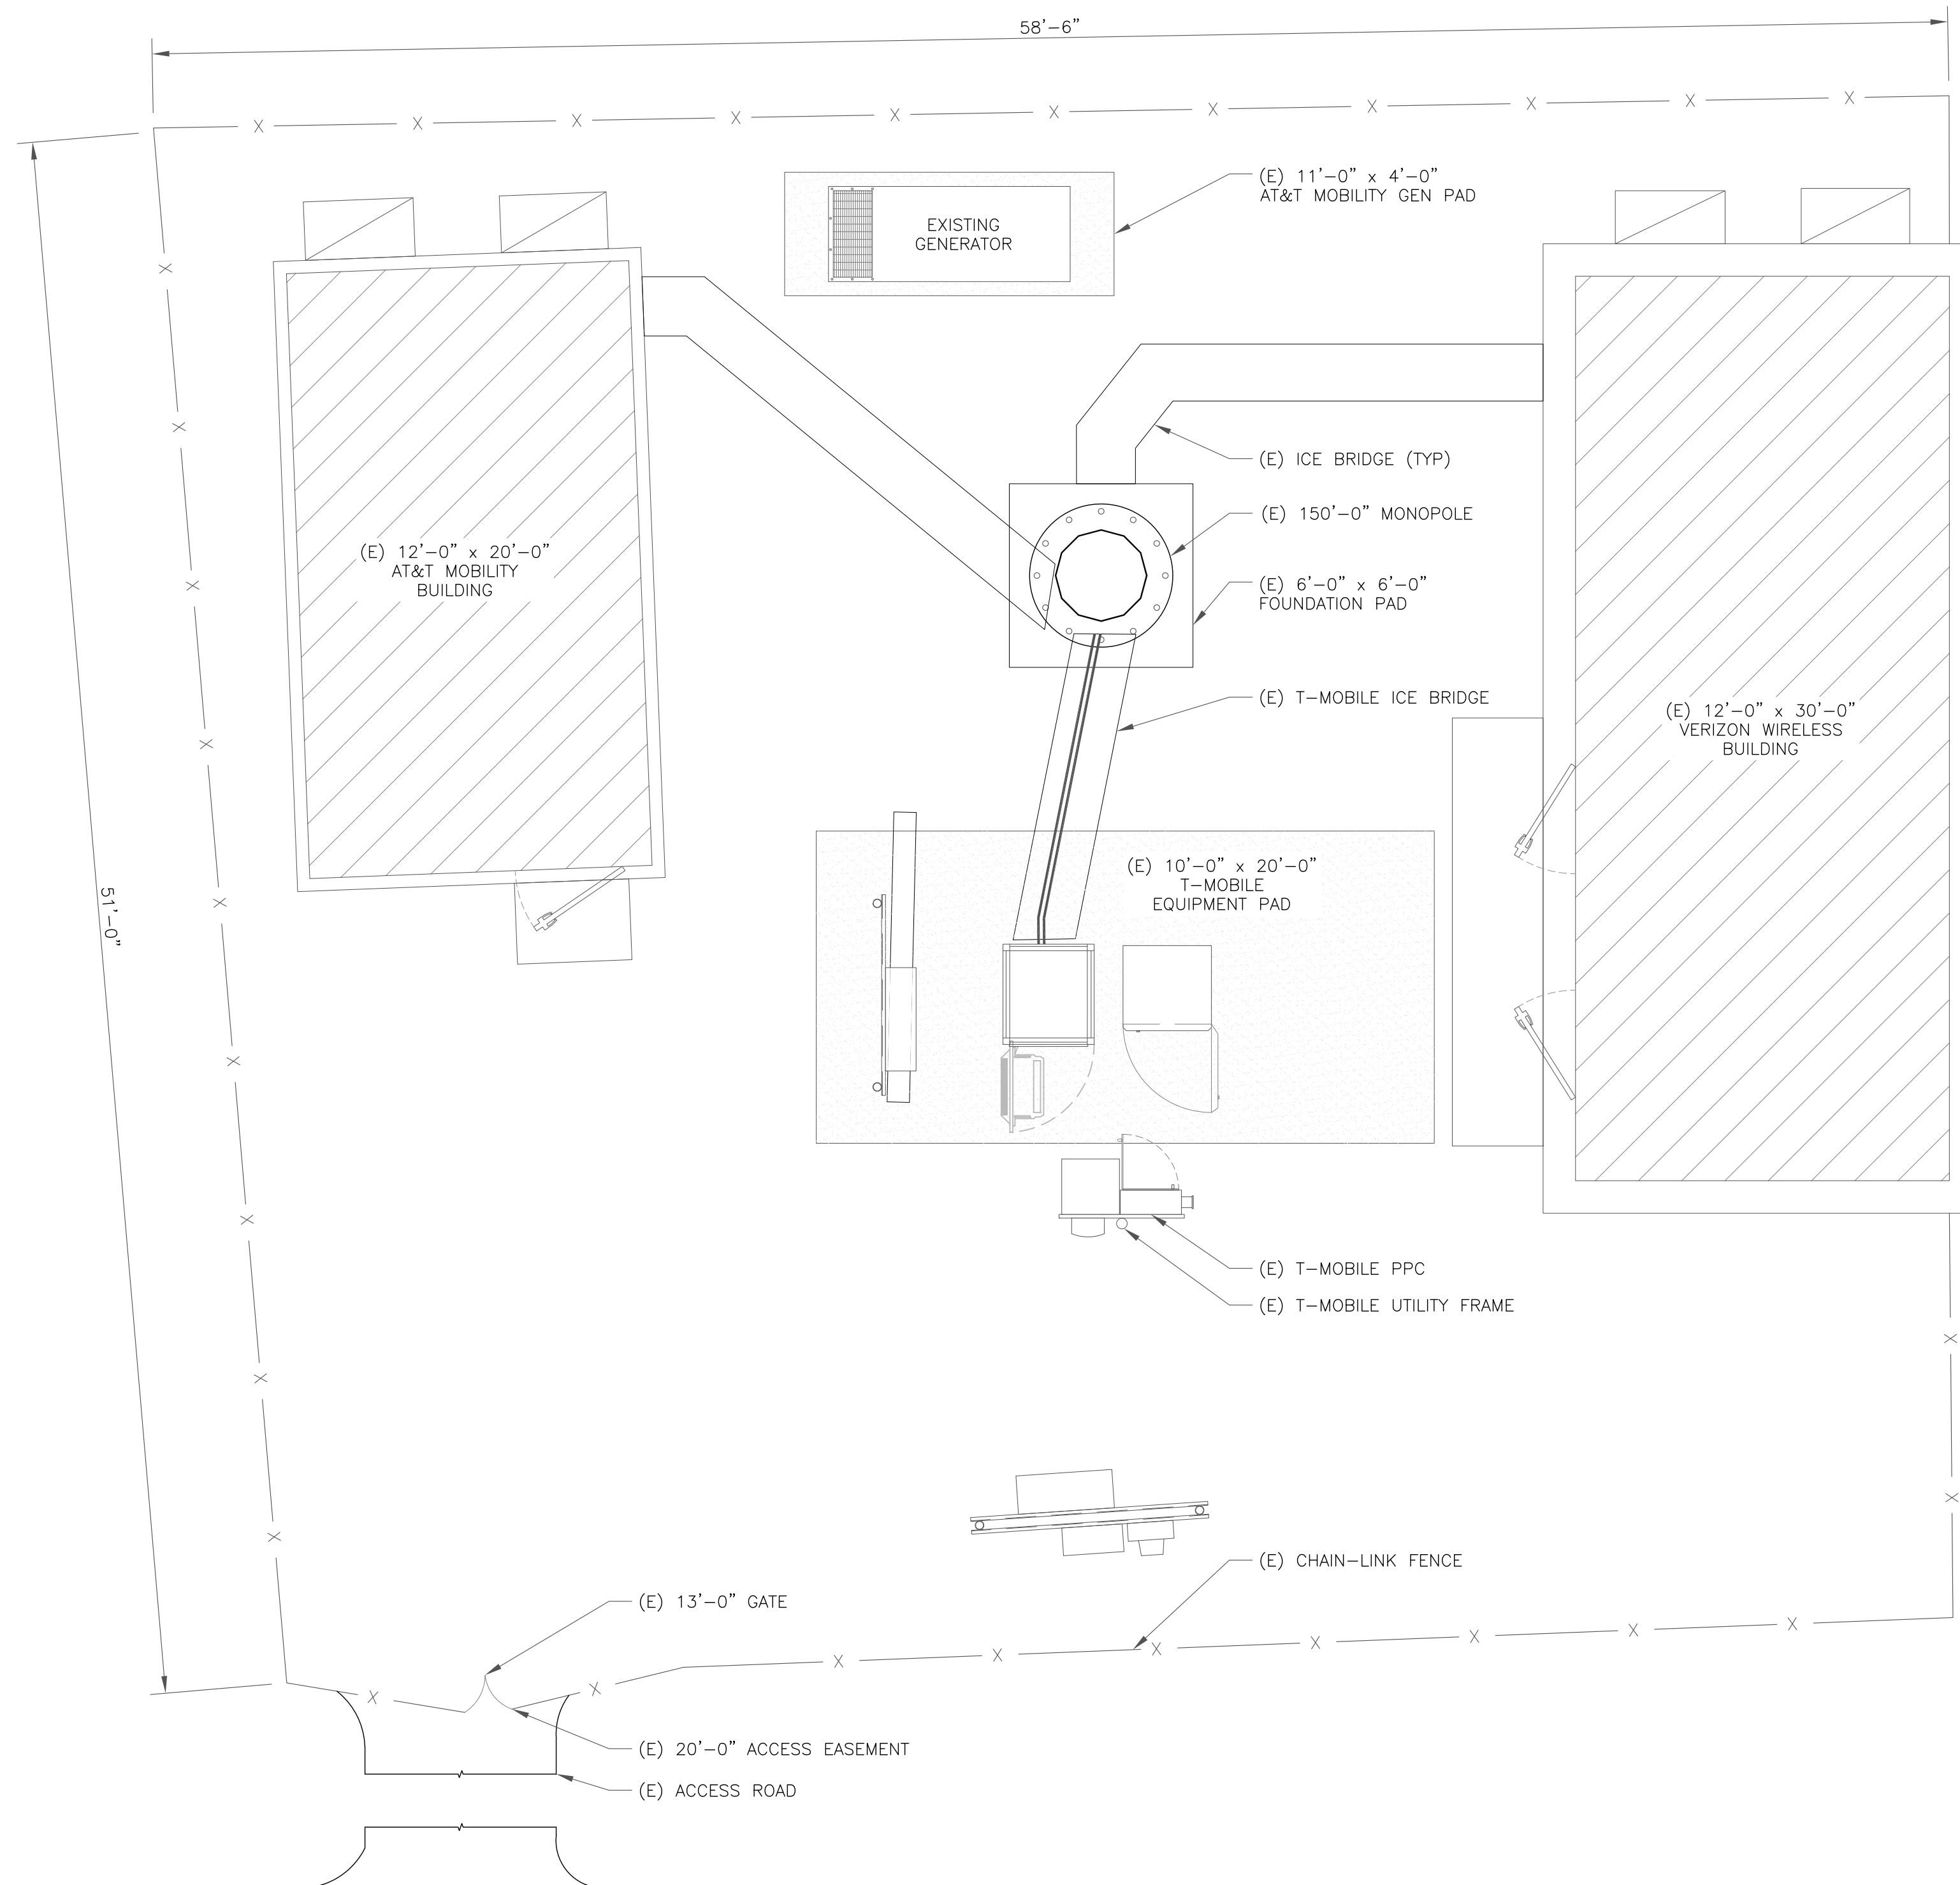 58'-6"
(E) 11'-0" x 4'-0"
AT&T MOBILITY GEN PAD
EXISTING
GENERATOR
(E) ICE BRIDGE (TYP)
(E) 150'-0" MONOPOLE
(E) 12'-0" x 20'-0"
AT&T MOBILITY
BUILDING
(E) 6'-0" x 6'-0"
FOUNDATION PAD
(E) T-MOBILE ICE BRIDGE
(E) 12'-0" x 30'-0"
VERIZON WIRELESS
BUILDING
(E) 10'-0" x 20'-0"
T-MOBILE
EQUIPMENT PAD
51'-0"
(E) T-MOBILE PPC
(E) T-MOBILE UTILITY FRAME
(E) CHAIN-LINK FENCE
(E) 13'-0" GATE
(E) 20'-0" ACCESS EASEMENT
(E) ACCESS ROAD